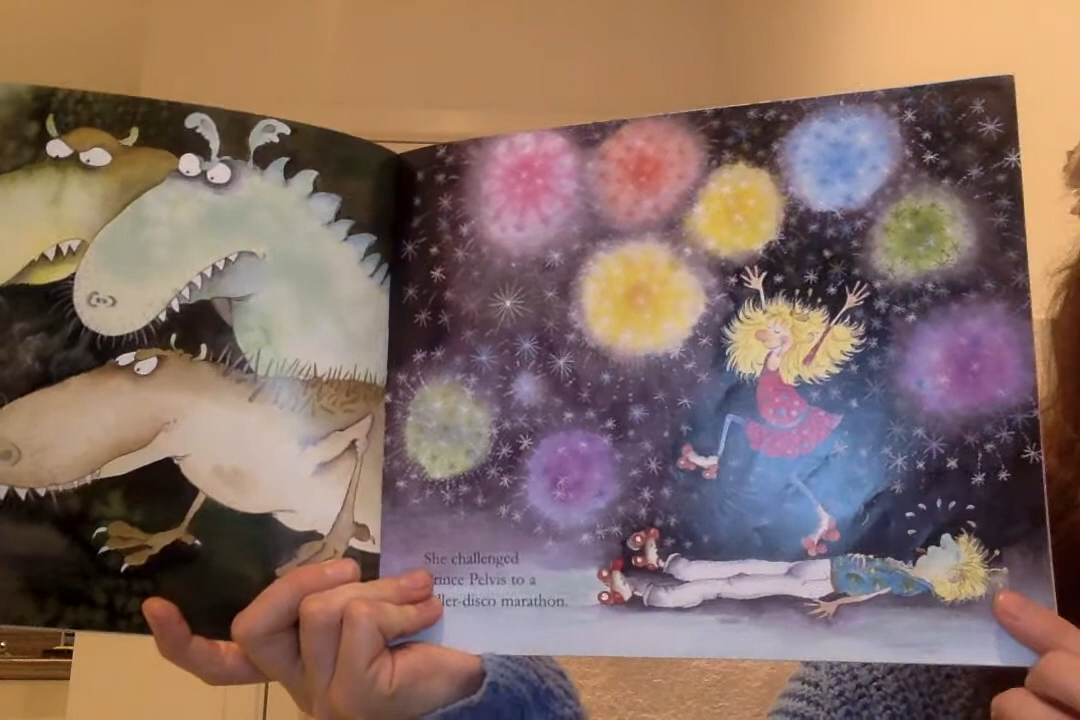 She challenged
rince Pelvis to a
ller-disco marathon.